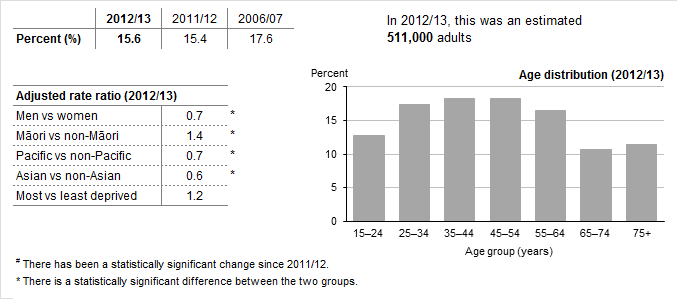 2012/13 2011/12 2006/07
Percent (%) 15.6 15.4 17.6
In 2012/13, this was an estimated
511,000 adults
Adjusted rate ratio (2012/13)
Men vs women 0.7 *
Māori vs non-Māori 1.4 *
Pacific vs non-Pacific 0.7 *
Asian vs non-Asian 0.6 *
Most vs least deprived 1.2
Percent
Age distribution (2012/13)
20
15
10
5
0
15–24 25–34 35–44 45–54 55–64 65–74 75+
Age group (years)
# There has been a statistically significant change since 2011/12.
* There is a statistically significant difference between the two groups.